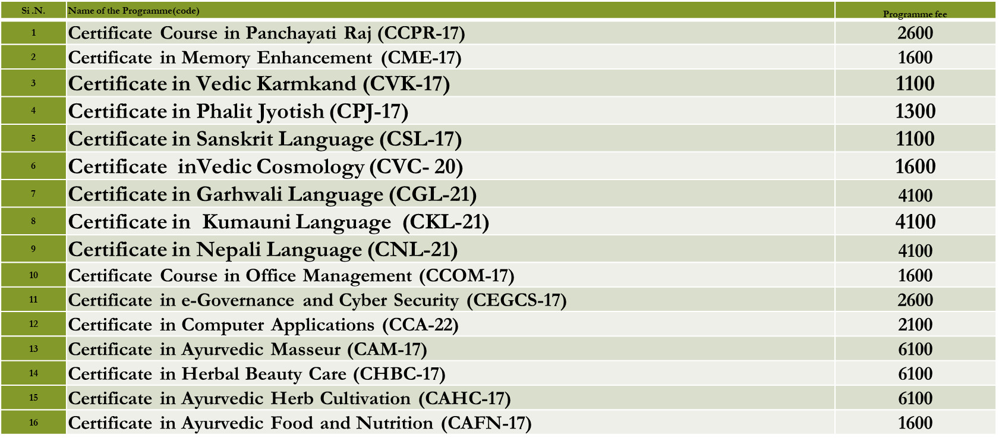 Si .N. Name of the Programme(code) Programme fee
1 Certificate Course in Panchayati Raj (CCPR-17) 2600
2 Certificate in Memory Enhancement (CME-17) 1600
3 Certificate in Vedic Karmkand (CVK-17) 1100
4 Certificate in Phalit Jyotish (CPJ-17) 1300
5 Certificate in Sanskrit Language (CSL-17) 1100
6 Certificate inVedic Cosmology (CVC- 20) 1600
7 Certificate in Garhwali Language (CGL-21) 4100
8 Certificate in Kumauni Language (CKL-21) 4100
9 Certificate in Nepali Language (CNL-21) 4100
10 Certificate Course in Office Management (CCOM-17) 1600
11 Certificate in e-Governance and Cyber Security (CEGCS-17) 2600
12 Certificate in Computer Applications (CCA-22) 2100
13 Certificate in Ayurvedic Masseur (CAM-17) 6100
14 Certificate in Herbal Beauty Care (CHBC-17) 6100
15 Certificate in Ayurvedic Herb Cultivation (CAHC-17) 6100
16 Certificate in Ayurvedic Food and Nutrition (CAFN-17) 1600